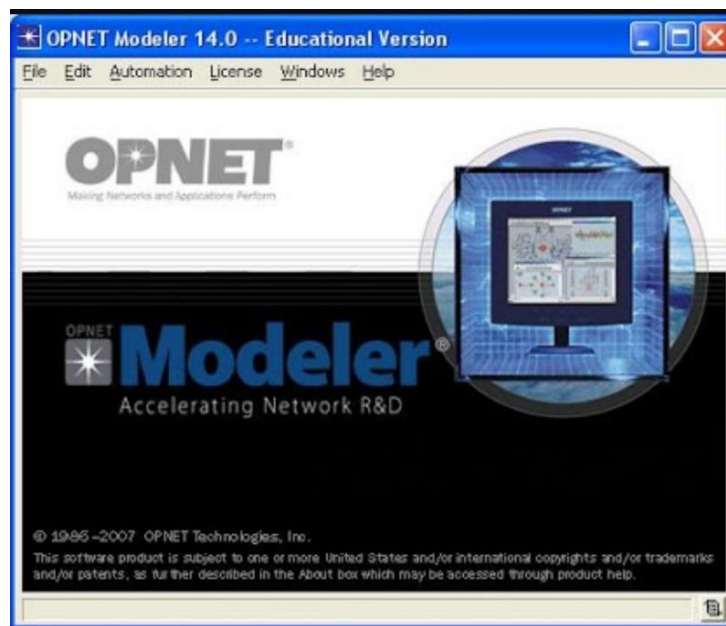 OPNET Modeler 14.0 -- Educational Version
File Edit Automation License Windows Help
OPNET®
Making Networks and Applications Perform
OPNET
OPNET
Modeler®
Accelerating Network R&D
© 1986-2007 OPNET Technologies, Inc.
This software product is subject to one or more United States and/or international copyrights and/or trademarks
and/or patents, as further described in the About box which may be accessed through product help.